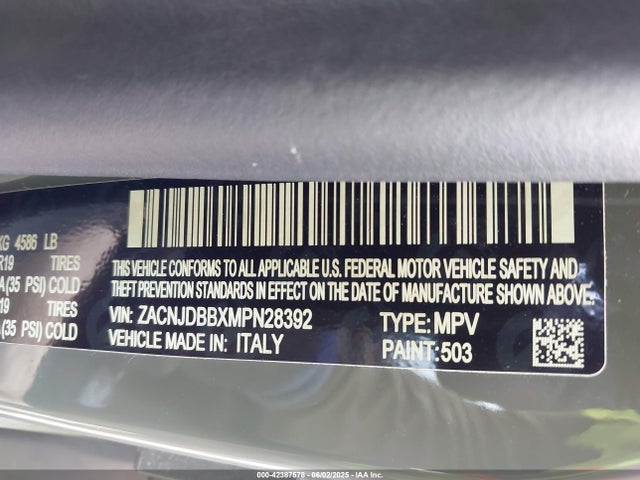 KG 4586 LB
R19 TIRES
A (35 PSI) COLD
19 TIRES
(35 PSI) COLD
THIS VEHICLE CONFORMS TO ALL APPLICABLE U.S. FEDERAL MOTOR VEHICLE SAFETY AND
THEFT PREVENTION STANDARDS IN EFFECT ON THE DATE OF MANUFACTURE SHOWN ABOVE.
VIN: ZACNJDBBXMPN28392 TYPE: MPV
VEHICLE MADE IN: ITALY PAINT: 503
000-42387578 - 06/02/2025 - IAA Inc.